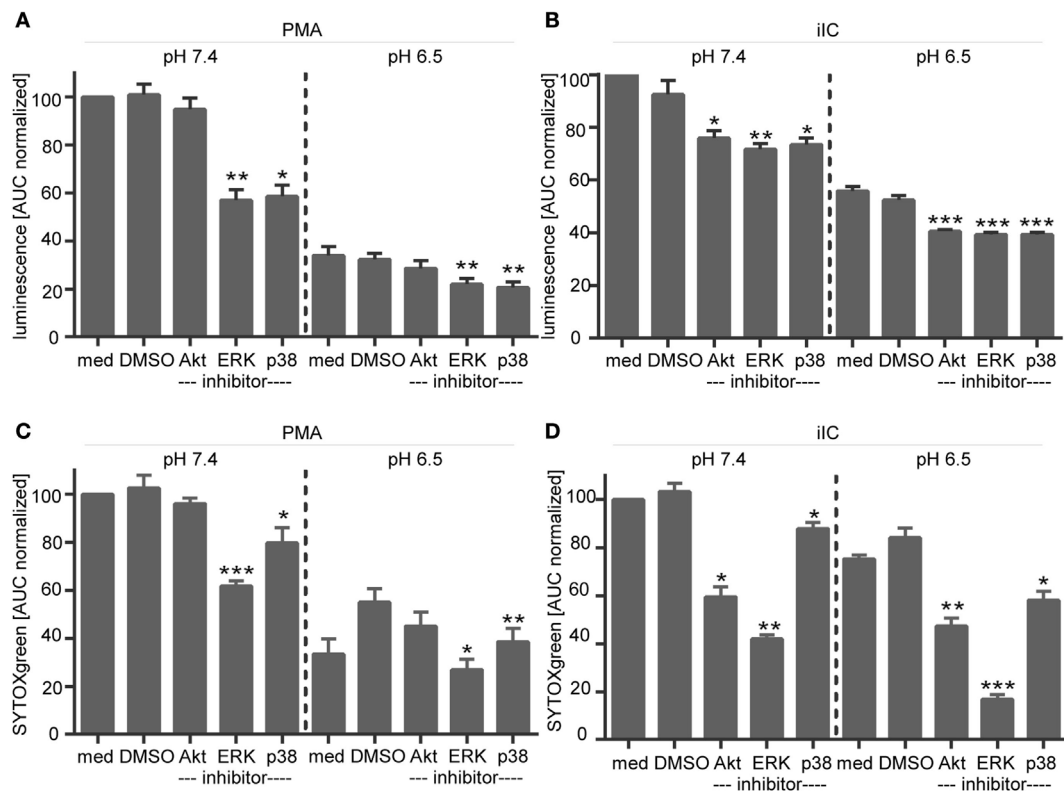 A
PMA
pH 7.4
pH 6.5
luminescence [AUC normalized]
100
80
60
40
20
0
med DMSO Akt ERK p38 med DMSO Akt ERK p38
** * ** **
--- inhibitor---- --- inhibitor----
B
iIC
pH 7.4
pH 6.5
luminescence [AUC normalized]
100
80
60
40
20
0
* ** * *** *** ***
med DMSO Akt ERK p38 med DMSO Akt ERK p38
--- inhibitor---- --- inhibitor----
C
PMA
pH 7.4
pH 6.5
SYTOXgreen [AUC normalized]
100
80
60
40
20
0
*** * * **
med DMSO Akt ERK p38 med DMSO Akt ERK p38
--- inhibitor---- --- inhibitor----
D
iIC
pH 7.4
pH 6.5
SYTOXgreen [AUC normalized]
100
80
60
40
20
0
* ** * ** *** *
med DMSO Akt ERK p38 med DMSO Akt ERK p38
--- inhibitor---- --- inhibitor----